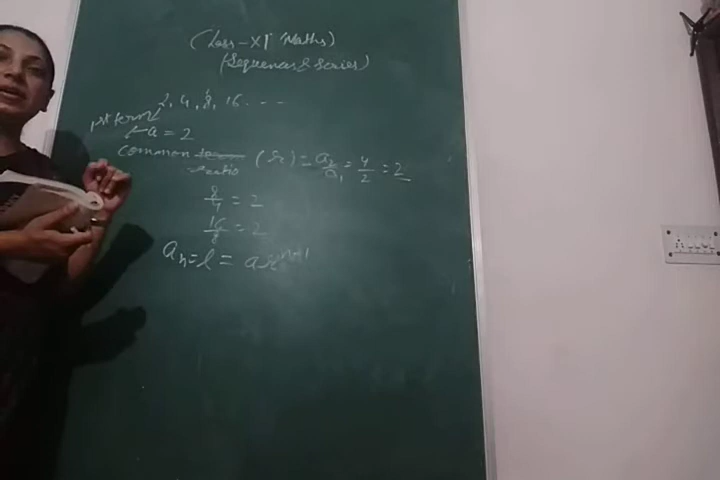 (Class - XI Maths)
(Sequences & Series)
2, 4, 8, 16 - - -
1st term
a = 2
common ratio (r) = a2/a1 = 4/2 = 2
8/4 = 2
16/8 = 2
an = l = ar^n-1